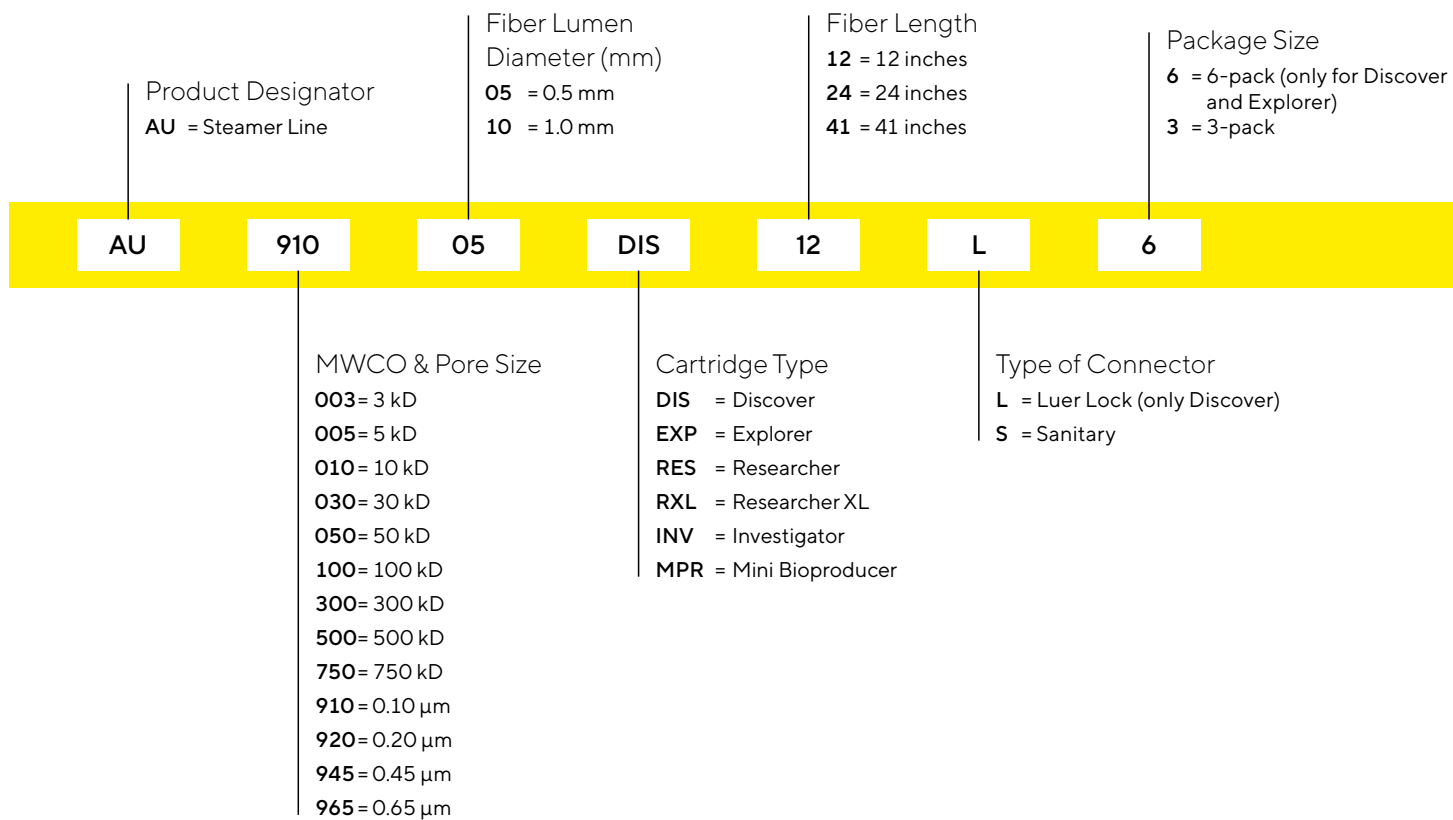 Product Designator
AU = Steamer Line
Fiber Lumen
Diameter (mm)
05 = 0.5 mm
10 = 1.0 mm
Fiber Length
12 = 12 inches
24 = 24 inches
41 = 41 inches
Package Size
6 = 6-pack (only for Discover
and Explorer)
3 = 3-pack
AU 910 05 DIS 12 L 6
MWCO & Pore Size
003= 3 kD
005= 5 kD
010= 10 kD
030= 30 kD
050= 50 kD
100= 100 kD
300= 300 kD
500= 500 kD
750= 750 kD
910= 0.10 µm
920= 0.20 µm
945= 0.45 µm
965= 0.65 µm
Cartridge Type
DIS = Discover
EXP = Explorer
RES = Researcher
RXL = Researcher XL
INV = Investigator
MPR = Mini Bioproducer
Type of Connector
L = Luer Lock (only Discover)
S = Sanitary